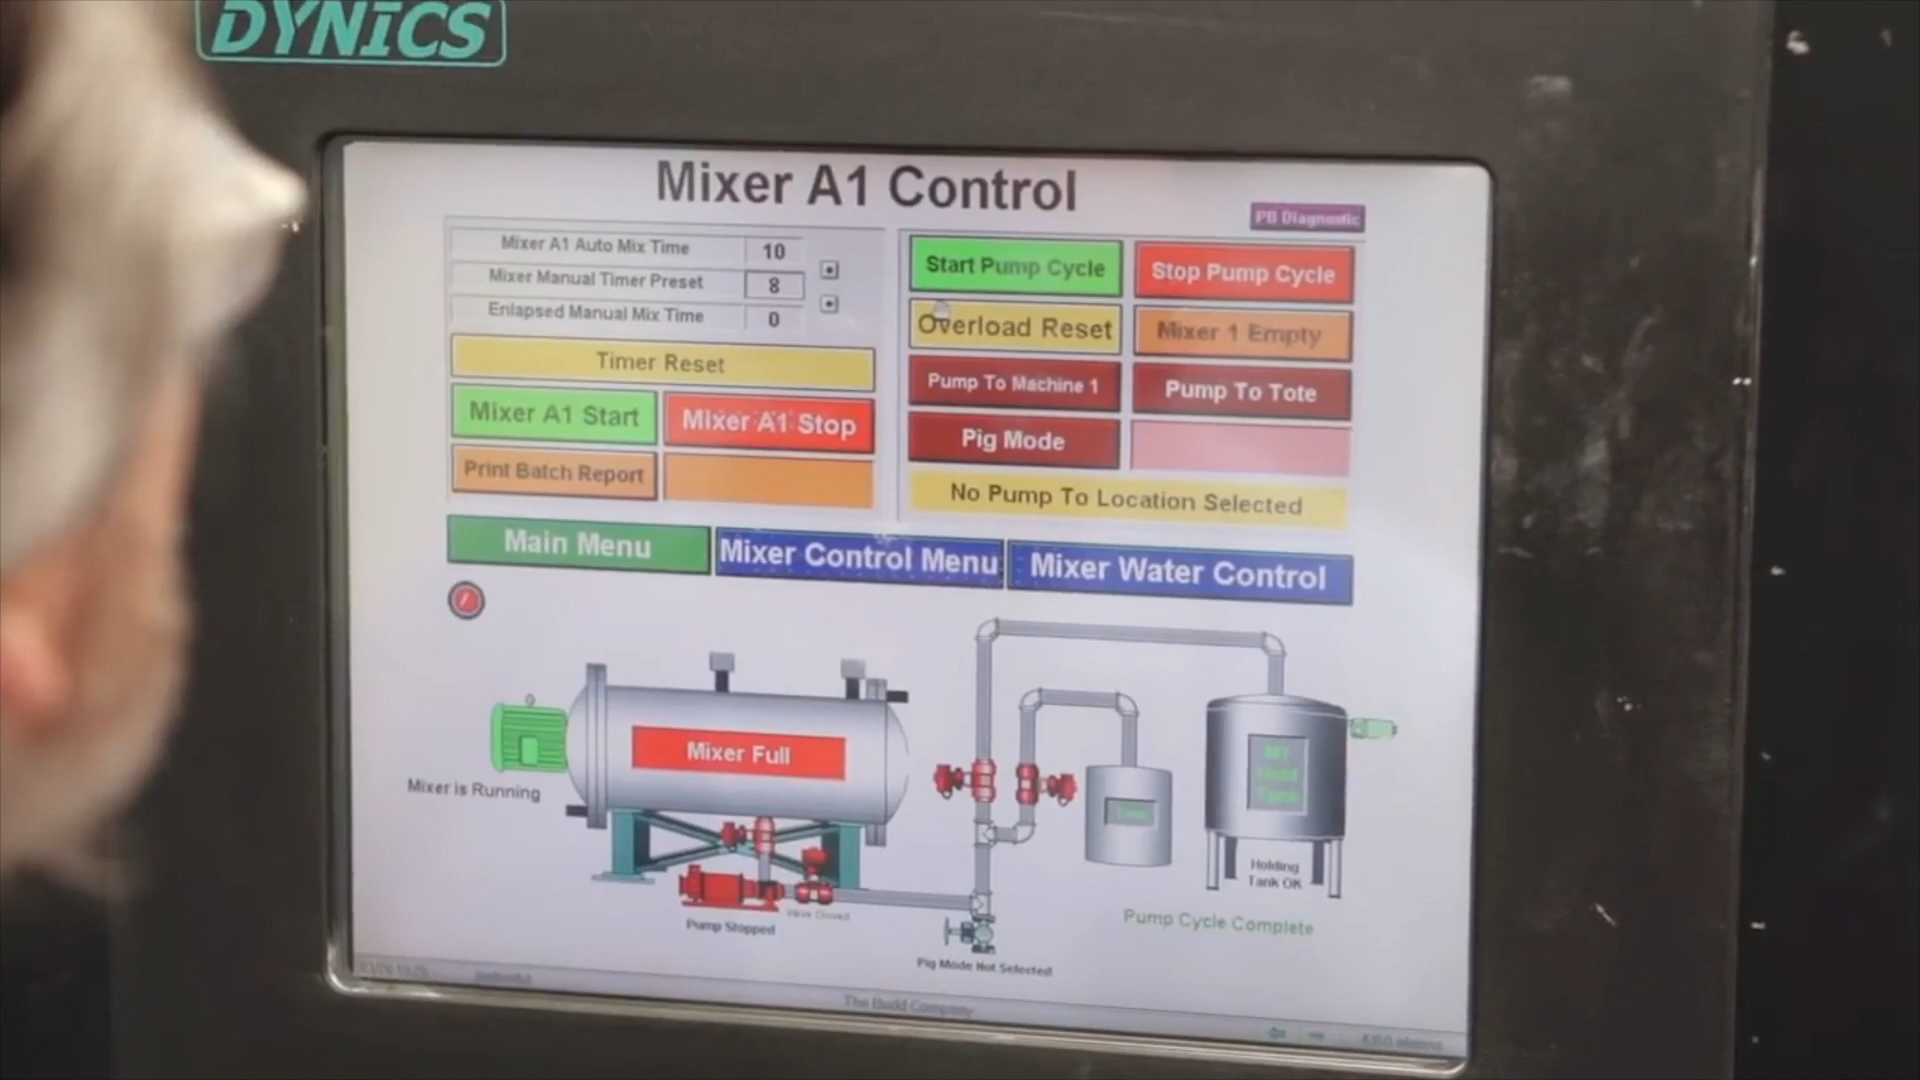 DYNICS
Mixer A1 Control
PB Diagnostic
Mixer A1 Auto Mix Time 10
Mixer Manual Timer Preset 8
Enlapsed Manual Mix Time 0
Timer Reset
Mixer A1 Start
Mixer A1 Stop
Print Batch Report
Start Pump Cycle
Stop Pump Cycle
Overload Reset
Mixer 1 Empty
Pump To Machine 1
Pump To Tote
Pig Mode
No Pump To Location Selected
Main Menu
Mixer Control Menu
Mixer Water Control
Mixer Full
Mixer is Running
Pump Stopped
Valve Closed
Holding
Tank OK
Pump Cycle Complete
Pig Mode Not Selected
The Budd Company